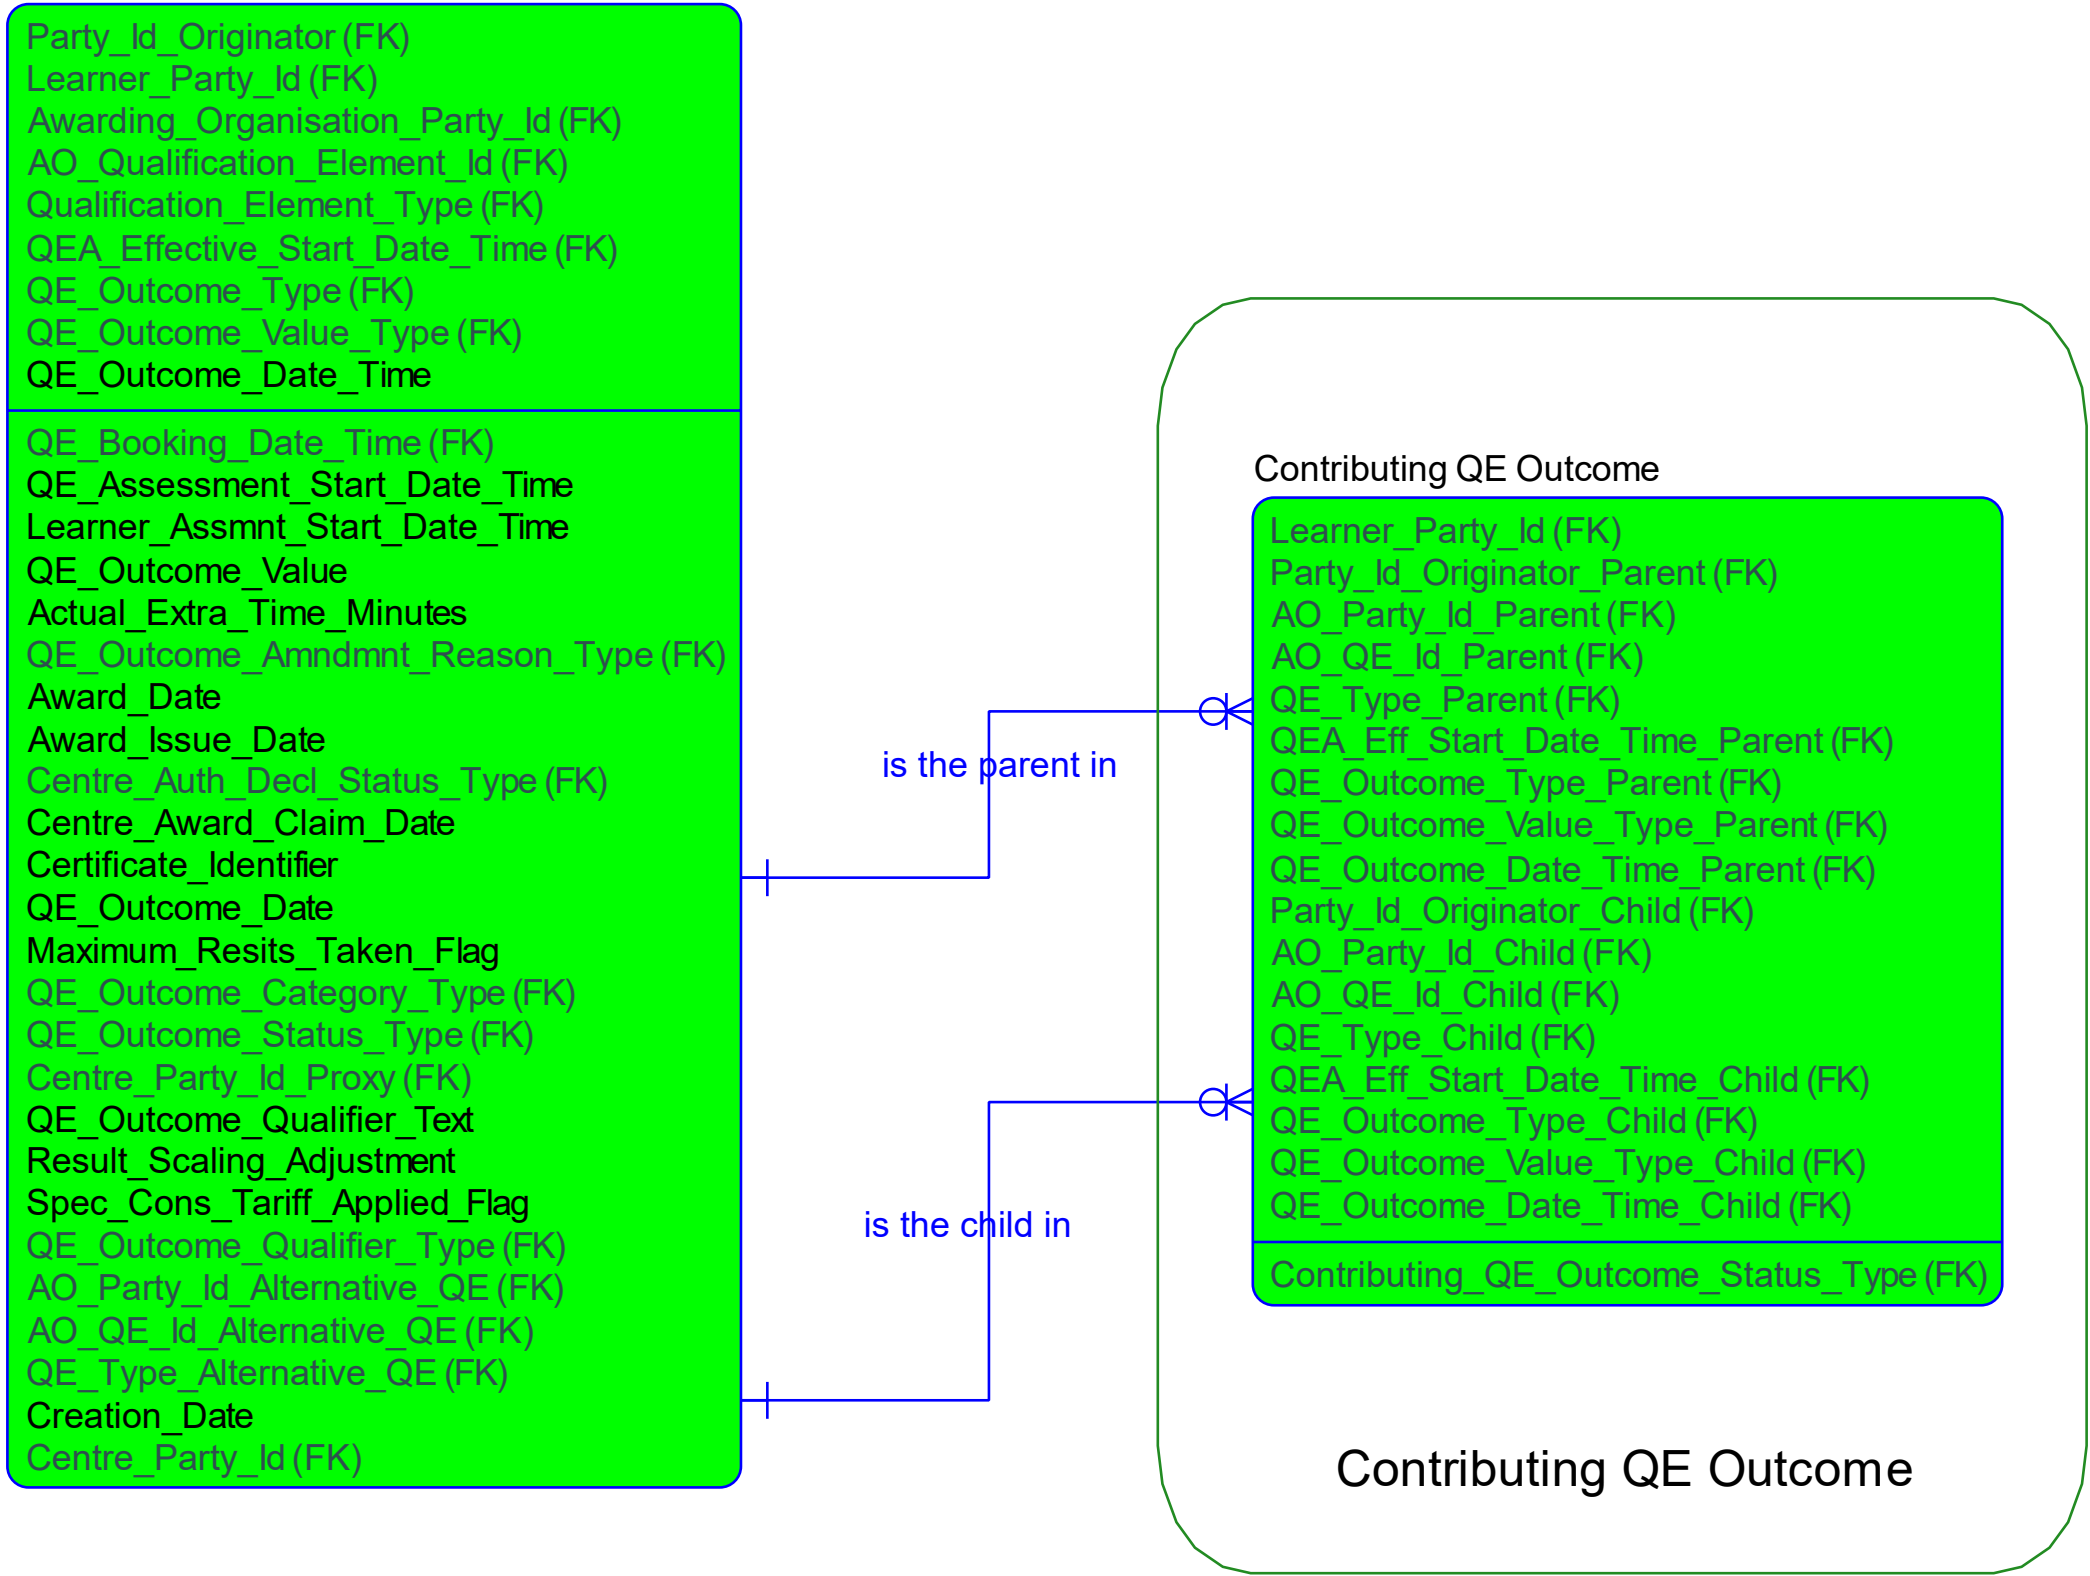 Party_Id_Originator (FK)
Learner_Party_Id (FK)
Awarding_Organisation_Party_Id (FK)
AO_Qualification_Element_Id (FK)
Qualification_Element_Type (FK)
QEA_Effective_Start_Date_Time (FK)
QE_Outcome_Type (FK)
QE_Outcome_Value_Type (FK)
QE_Outcome_Date_Time
QE_Booking_Date_Time (FK)
QE_Assessment_Start_Date_Time
Learner_Assmnt_Start_Date_Time
QE_Outcome_Value
Actual_Extra_Time_Minutes
QE_Outcome_Amndmnt_Reason_Type (FK)
Award_Date
Award_Issue_Date
Centre_Auth_Decl_Status_Type (FK)
Centre_Award_Claim_Date
Certificate_Identifier
QE_Outcome_Date
Maximum_Resits_Taken_Flag
QE_Outcome_Category_Type (FK)
QE_Outcome_Status_Type (FK)
Centre_Party_Id_Proxy (FK)
QE_Outcome_Qualifier_Text
Result_Scaling_Adjustment
Spec_Cons_Tariff_Applied_Flag
QE_Outcome_Qualifier_Type (FK)
AO_Party_Id_Alternative_QE (FK)
AO_QE_Id_Alternative_QE (FK)
QE_Type_Alternative_QE (FK)
Creation_Date
Centre_Party_Id (FK)
is the parent in
is the child in
Contributing QE Outcome
Learner_Party_Id (FK)
Party_Id_Originator_Parent (FK)
AO_Party_Id_Parent (FK)
AO_QE_Id_Parent (FK)
QE_Type_Parent (FK)
QEA_Eff_Start_Date_Time_Parent (FK)
QE_Outcome_Type_Parent (FK)
QE_Outcome_Value_Type_Parent (FK)
QE_Outcome_Date_Time_Parent (FK)
Party_Id_Originator_Child (FK)
AO_Party_Id_Child (FK)
AO_QE_Id_Child (FK)
QE_Type_Child (FK)
QEA_Eff_Start_Date_Time_Child (FK)
QE_Outcome_Type_Child (FK)
QE_Outcome_Value_Type_Child (FK)
QE_Outcome_Date_Time_Child (FK)
Contributing_QE_Outcome_Status_Type (FK)
Contributing QE Outcome